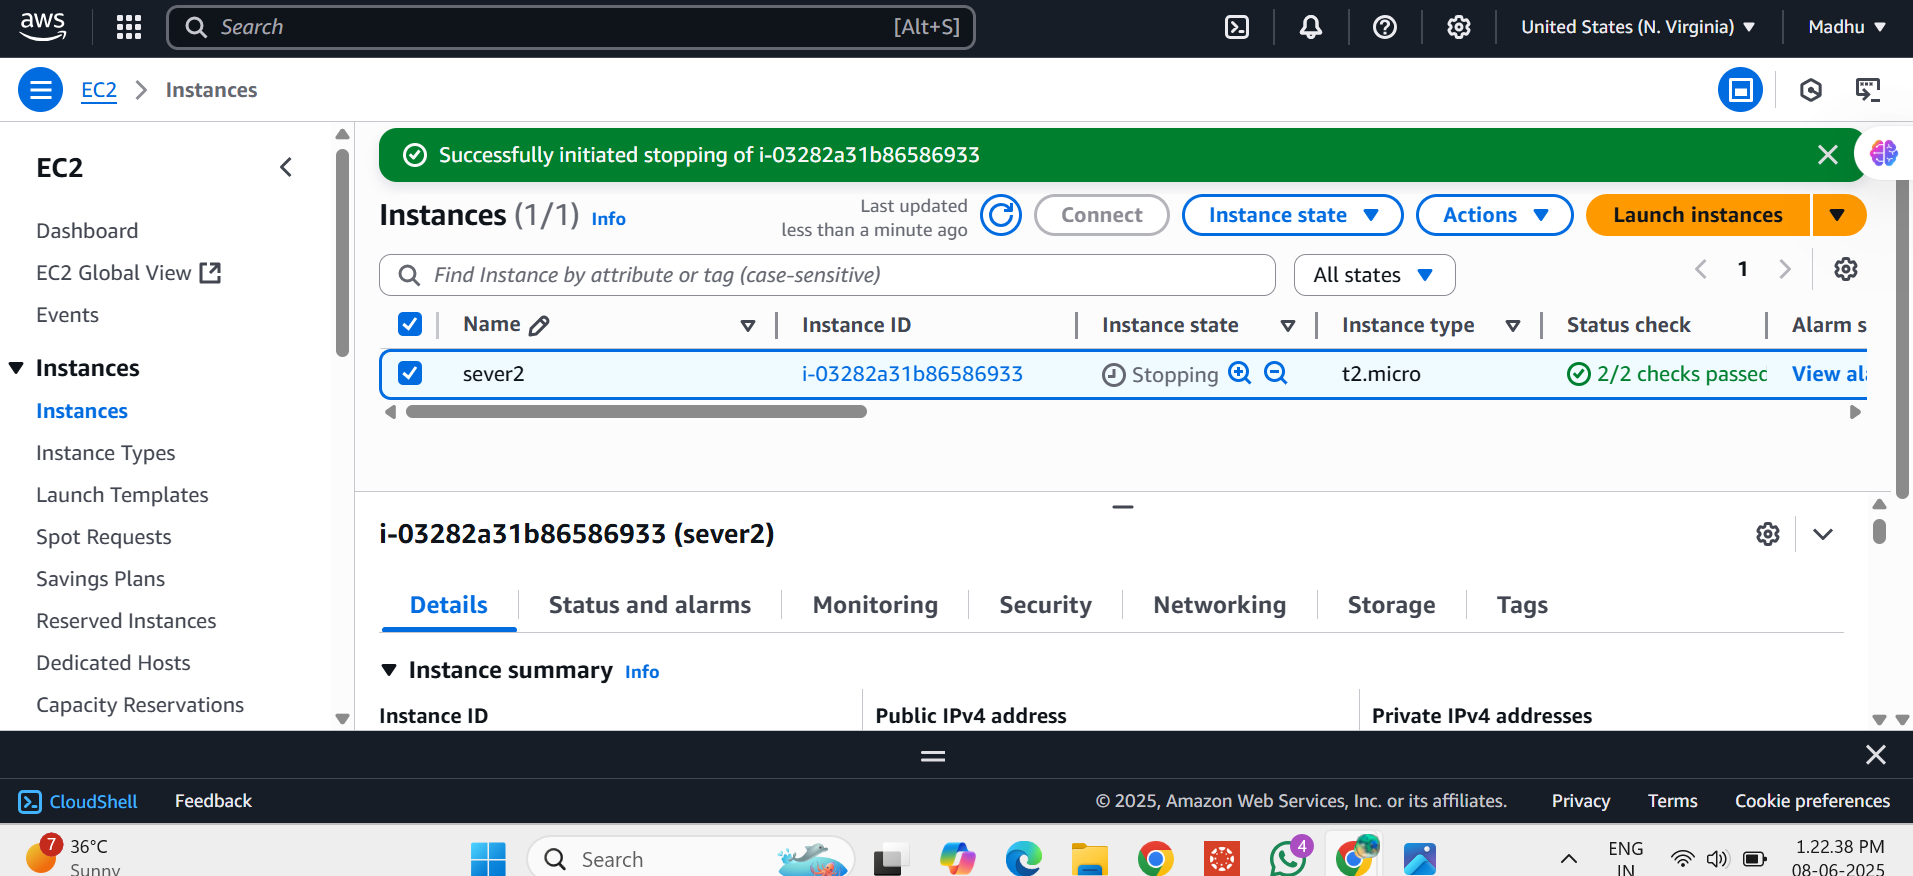 aws
Search
[Alt+S]
United States (N. Virginia)
Madhu
EC2
Instances
EC2
Dashboard
EC2 Global View
Events
Instances
Instances
Instance Types
Launch Templates
Spot Requests
Savings Plans
Reserved Instances
Dedicated Hosts
Capacity Reservations
Successfully initiated stopping of i-03282a31b86586933
Instances (1/1) Info
Last updated
less than a minute ago
Connect
Instance state
Actions
Launch instances
Find Instance by attribute or tag (case-sensitive)
All states
1
Name Instance ID Instance state Instance type Status check Alarm s
sever2 i-03282a31b86586933 Stopping t2.micro 2/2 checks passed View ala
i-03282a31b86586933 (sever2)
Details Status and alarms Monitoring Security Networking Storage Tags
Instance summary Info
Instance ID Public IPv4 address Private IPv4 addresses
CloudShell Feedback © 2025, Amazon Web Services, Inc. or its affiliates. Privacy Terms Cookie preferences
7
36°C
Sunny
Search
4
ENG
IN
1.22.38 PM
08-06-2025